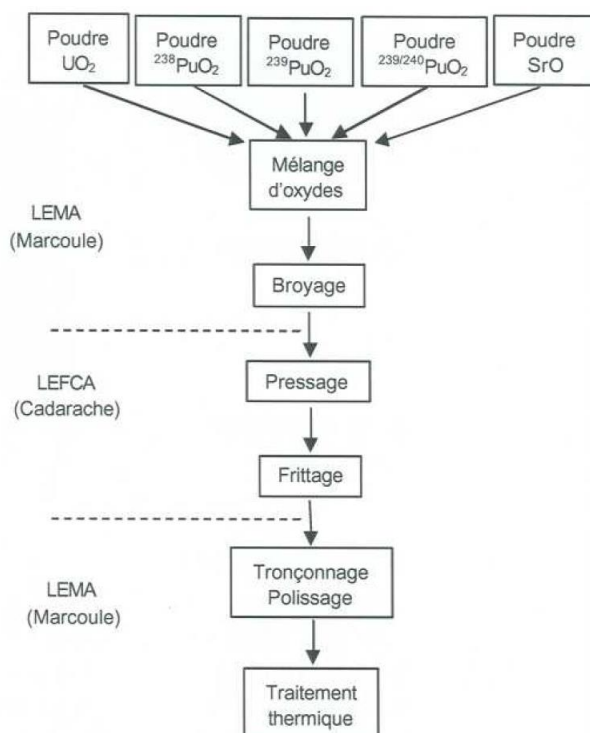 Poudre
UO₂
Poudre
²³⁸PuO₂
Poudre
²³⁹PuO₂
Poudre
²³⁹/²⁴⁰PuO₂
Poudre
SrO
Mélange
d'oxydes
LEMA
(Marcoule)
Broyage
LEFCA
(Cadarache)
Pressage
Frittage
LEMA
(Marcoule)
Tronçonnage
Polissage
Traitement
thermique